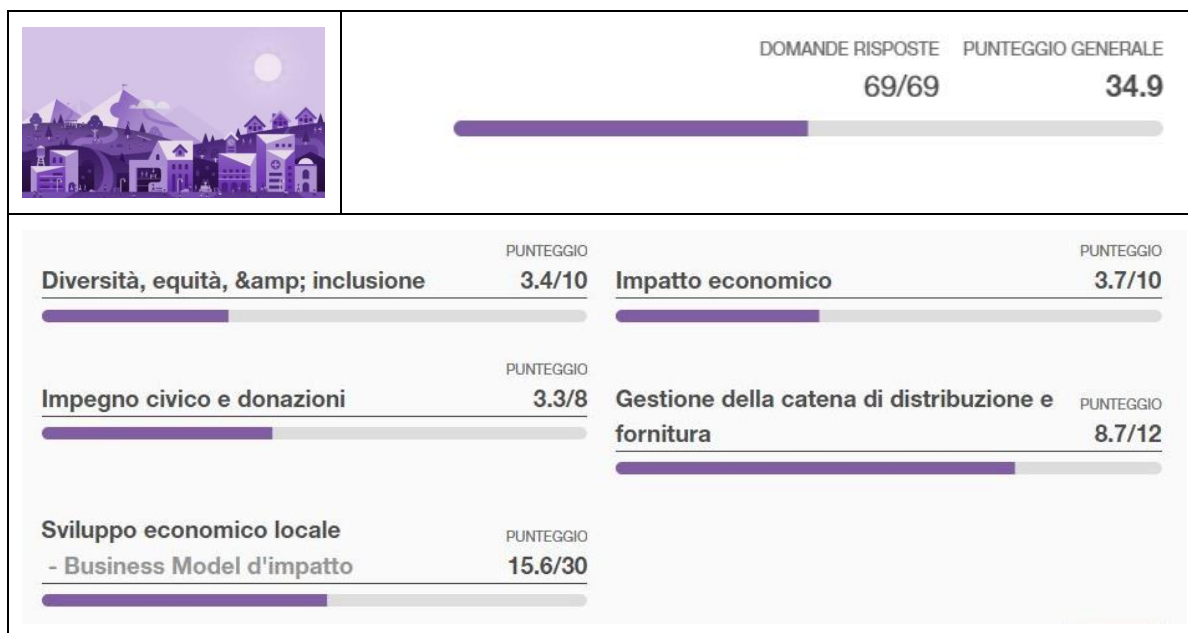 DOMANDE RISPOSTE PUNTEGGIO GENERALE
69/69 34.9
PUNTEGGIO
Diversità, equità, &amp; inclusione 3.4/10
PUNTEGGIO
Impatto economico 3.7/10
PUNTEGGIO
Impegno civico e donazioni 3.3/8
Gestione della catena di distribuzione e PUNTEGGIO
fornitura 8.7/12
Sviluppo economico locale PUNTEGGIO
- Business Model d'impatto 15.6/30